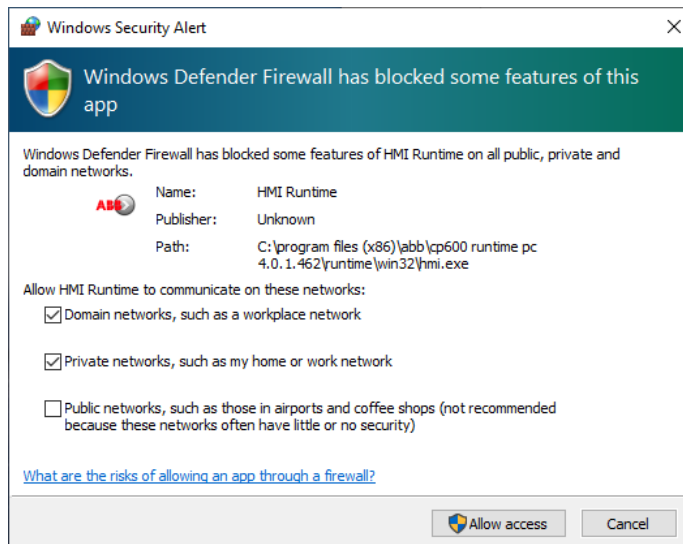 Windows Security Alert
Windows Defender Firewall has blocked some features of this
app
Windows Defender Firewall has blocked some features of HMI Runtime on all public, private and
domain networks.
ABB
Name: HMI Runtime
Publisher: Unknown
Path: C:\program files (x86)\abb\cp600 runtime pc
4.0.1.462\runtime\win32\hmi.exe
Allow HMI Runtime to communicate on these networks:
Domain networks, such as a workplace network
Private networks, such as my home or work network
Public networks, such as those in airports and coffee shops (not recommended
because these networks often have little or no security)
What are the risks of allowing an app through a firewall?
Allow access Cancel